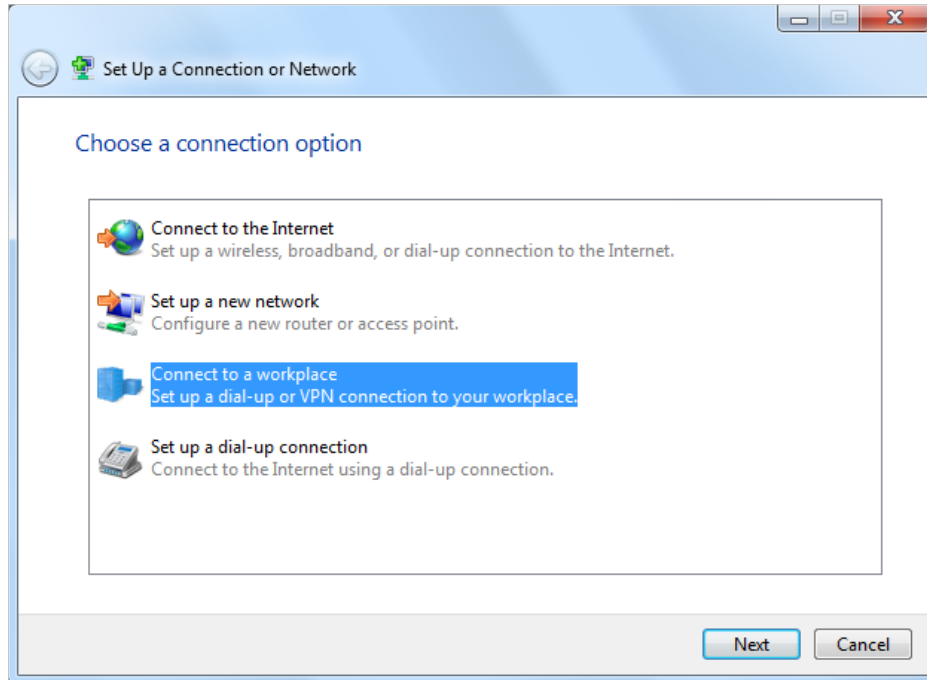 Set Up a Connection or Network
Choose a connection option
Connect to the Internet
Set up a wireless, broadband, or dial-up connection to the Internet.
Set up a new network
Configure a new router or access point.
Connect to a workplace
Set up a dial-up or VPN connection to your workplace.
Set up a dial-up connection
Connect to the Internet using a dial-up connection.
Next
Cancel